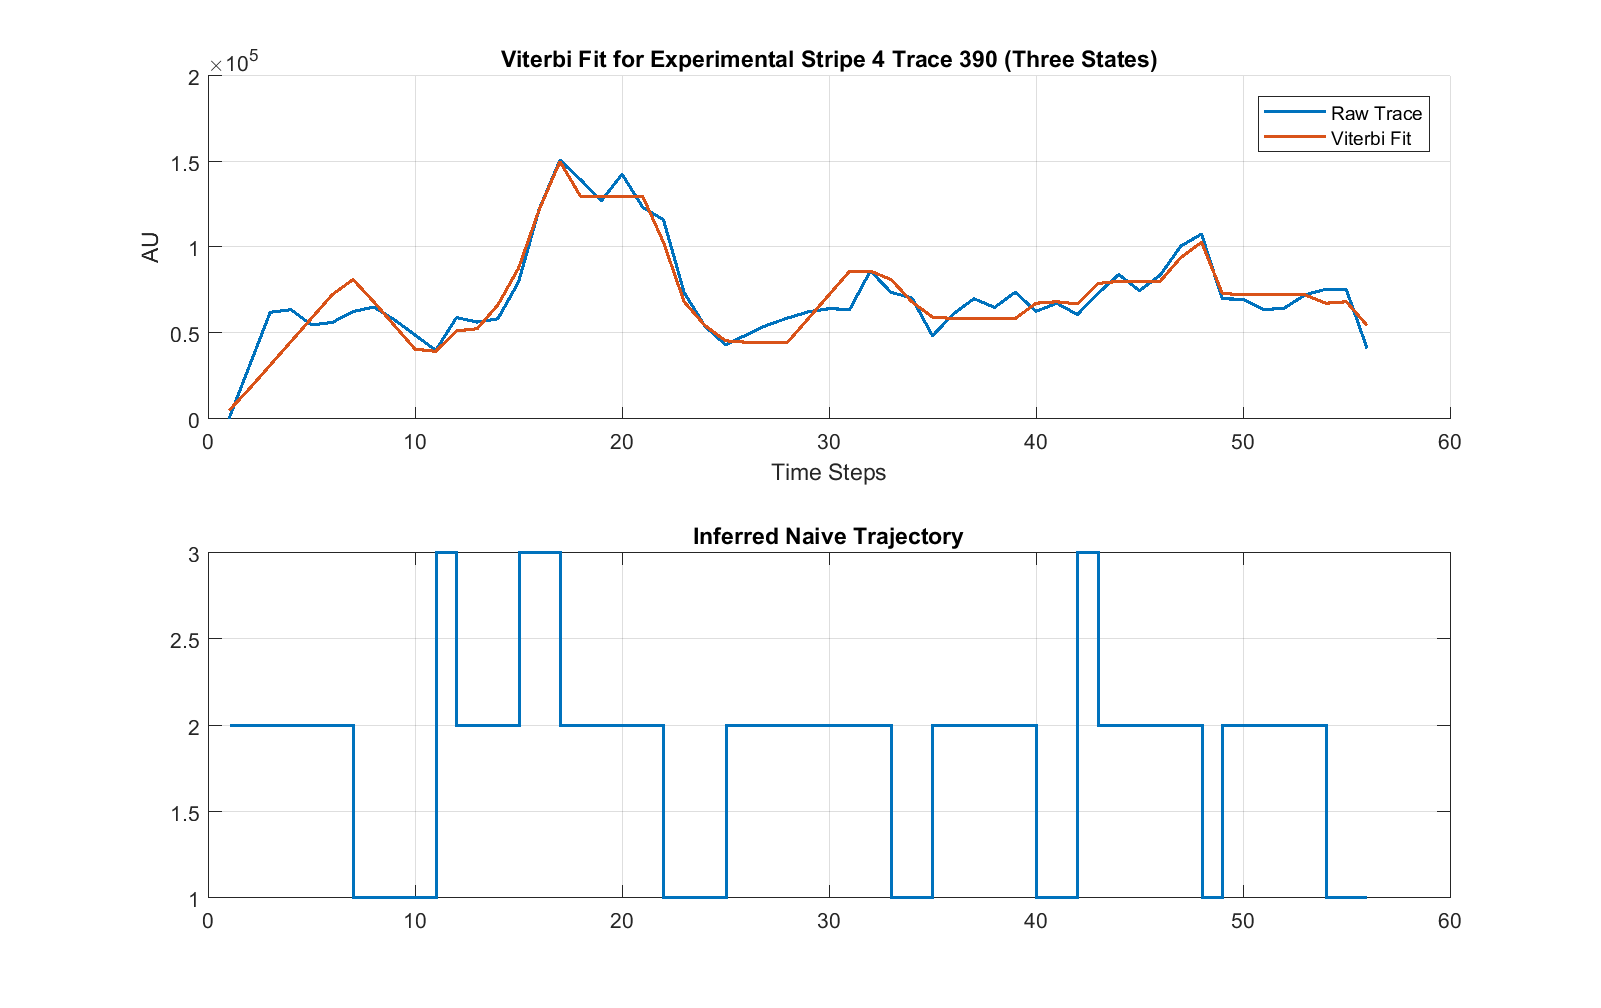 Viterbi Fit for Experimental Stripe 4 Trace 390 (Three States)
×10^5
2
1.5
1
0.5
0
AU
Raw Trace
Viterbi Fit
0 10 20 30 40 50 60
Time Steps
Inferred Naive Trajectory
3
2.5
2
1.5
1
0 10 20 30 40 50 60